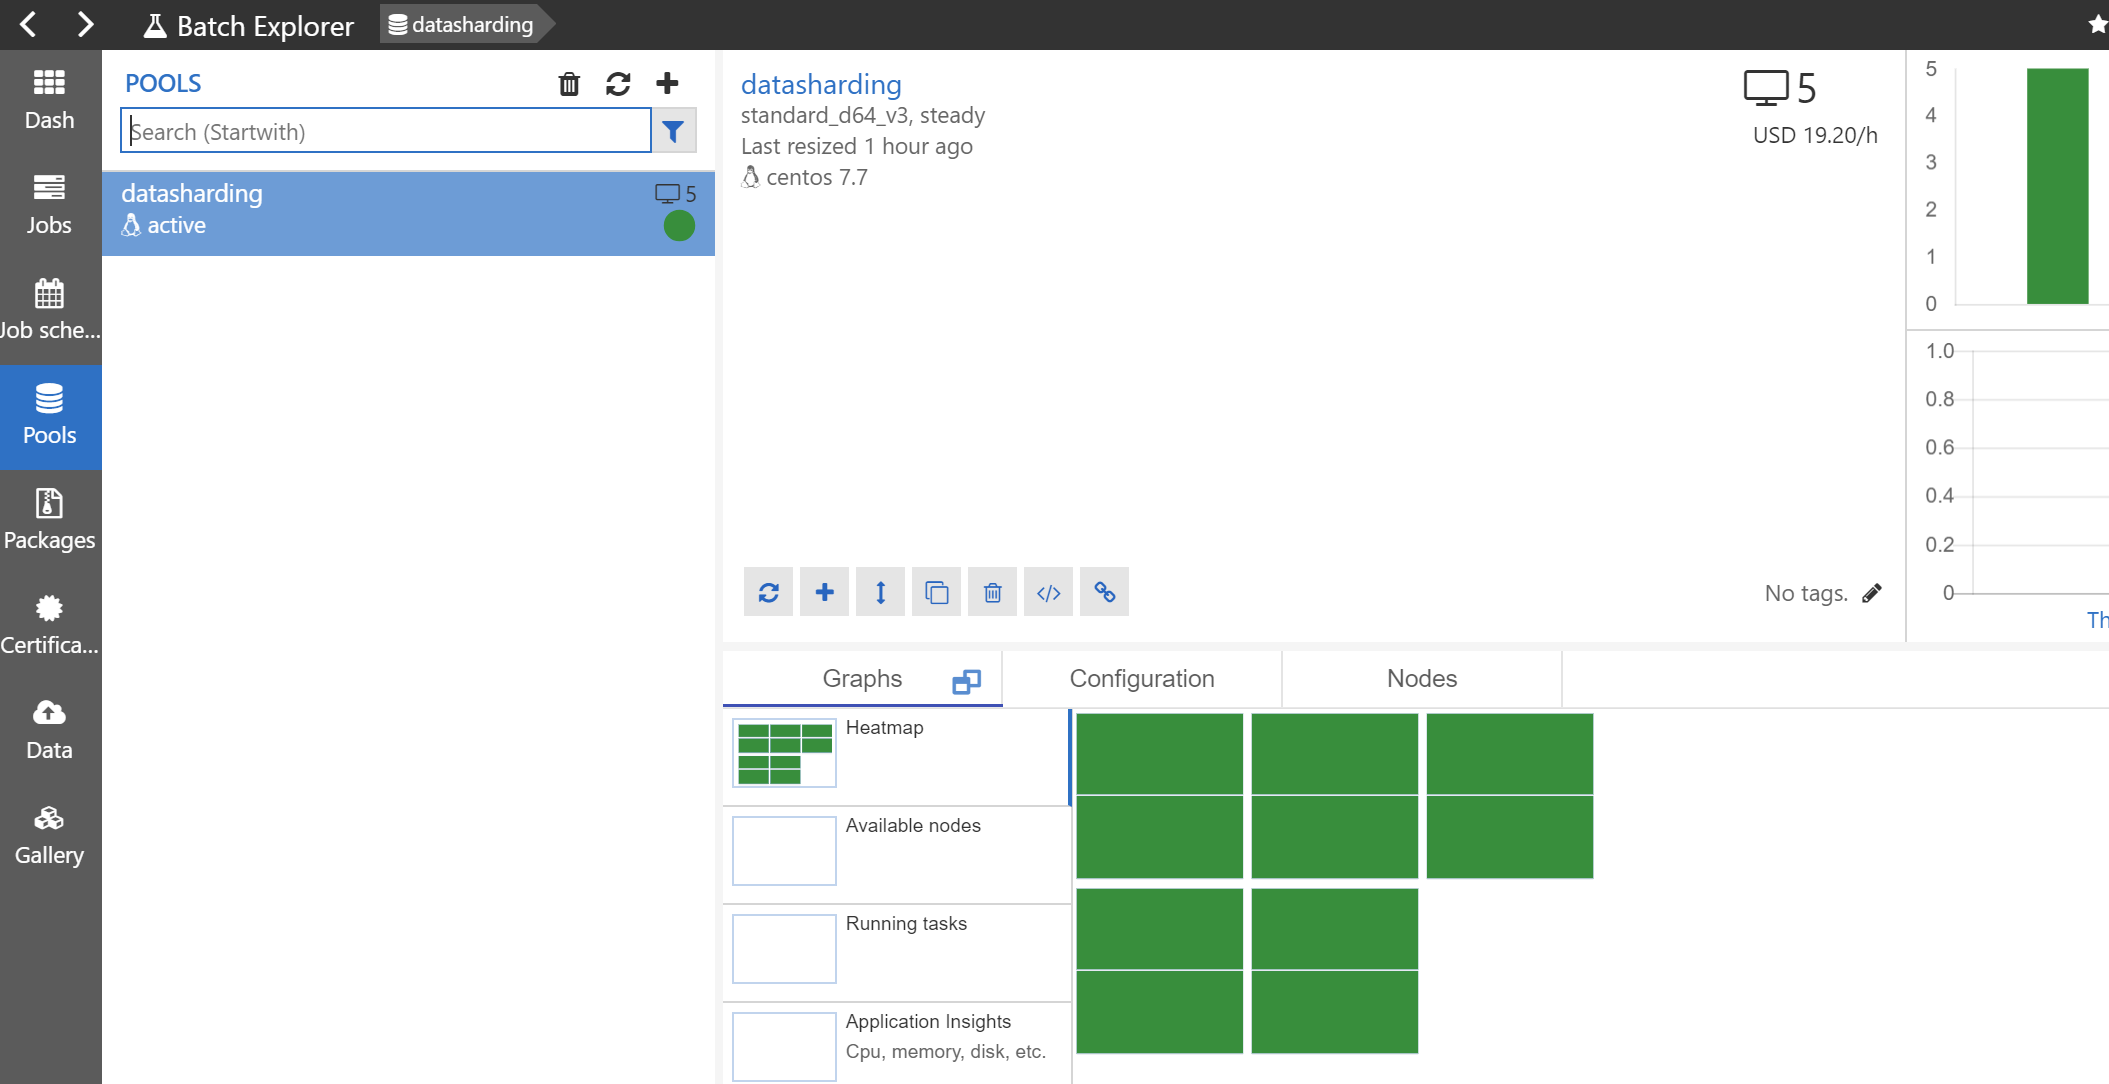 Batch Explorer
datasharding
Dash
Jobs
Job sche...
Pools
Packages
Certifica...
Data
Gallery
POOLS
Search (Startwith)
datasharding
5
active
datasharding
standard_d64_v3, steady
Last resized 1 hour ago
centos 7.7
5
USD 19.20/h
No tags.
5
4
3
2
1
0
1.0
0.8
0.6
0.4
0.2
0
Th
Graphs
Configuration
Nodes
Heatmap
Available nodes
Running tasks
Application Insights
Cpu, memory, disk, etc.